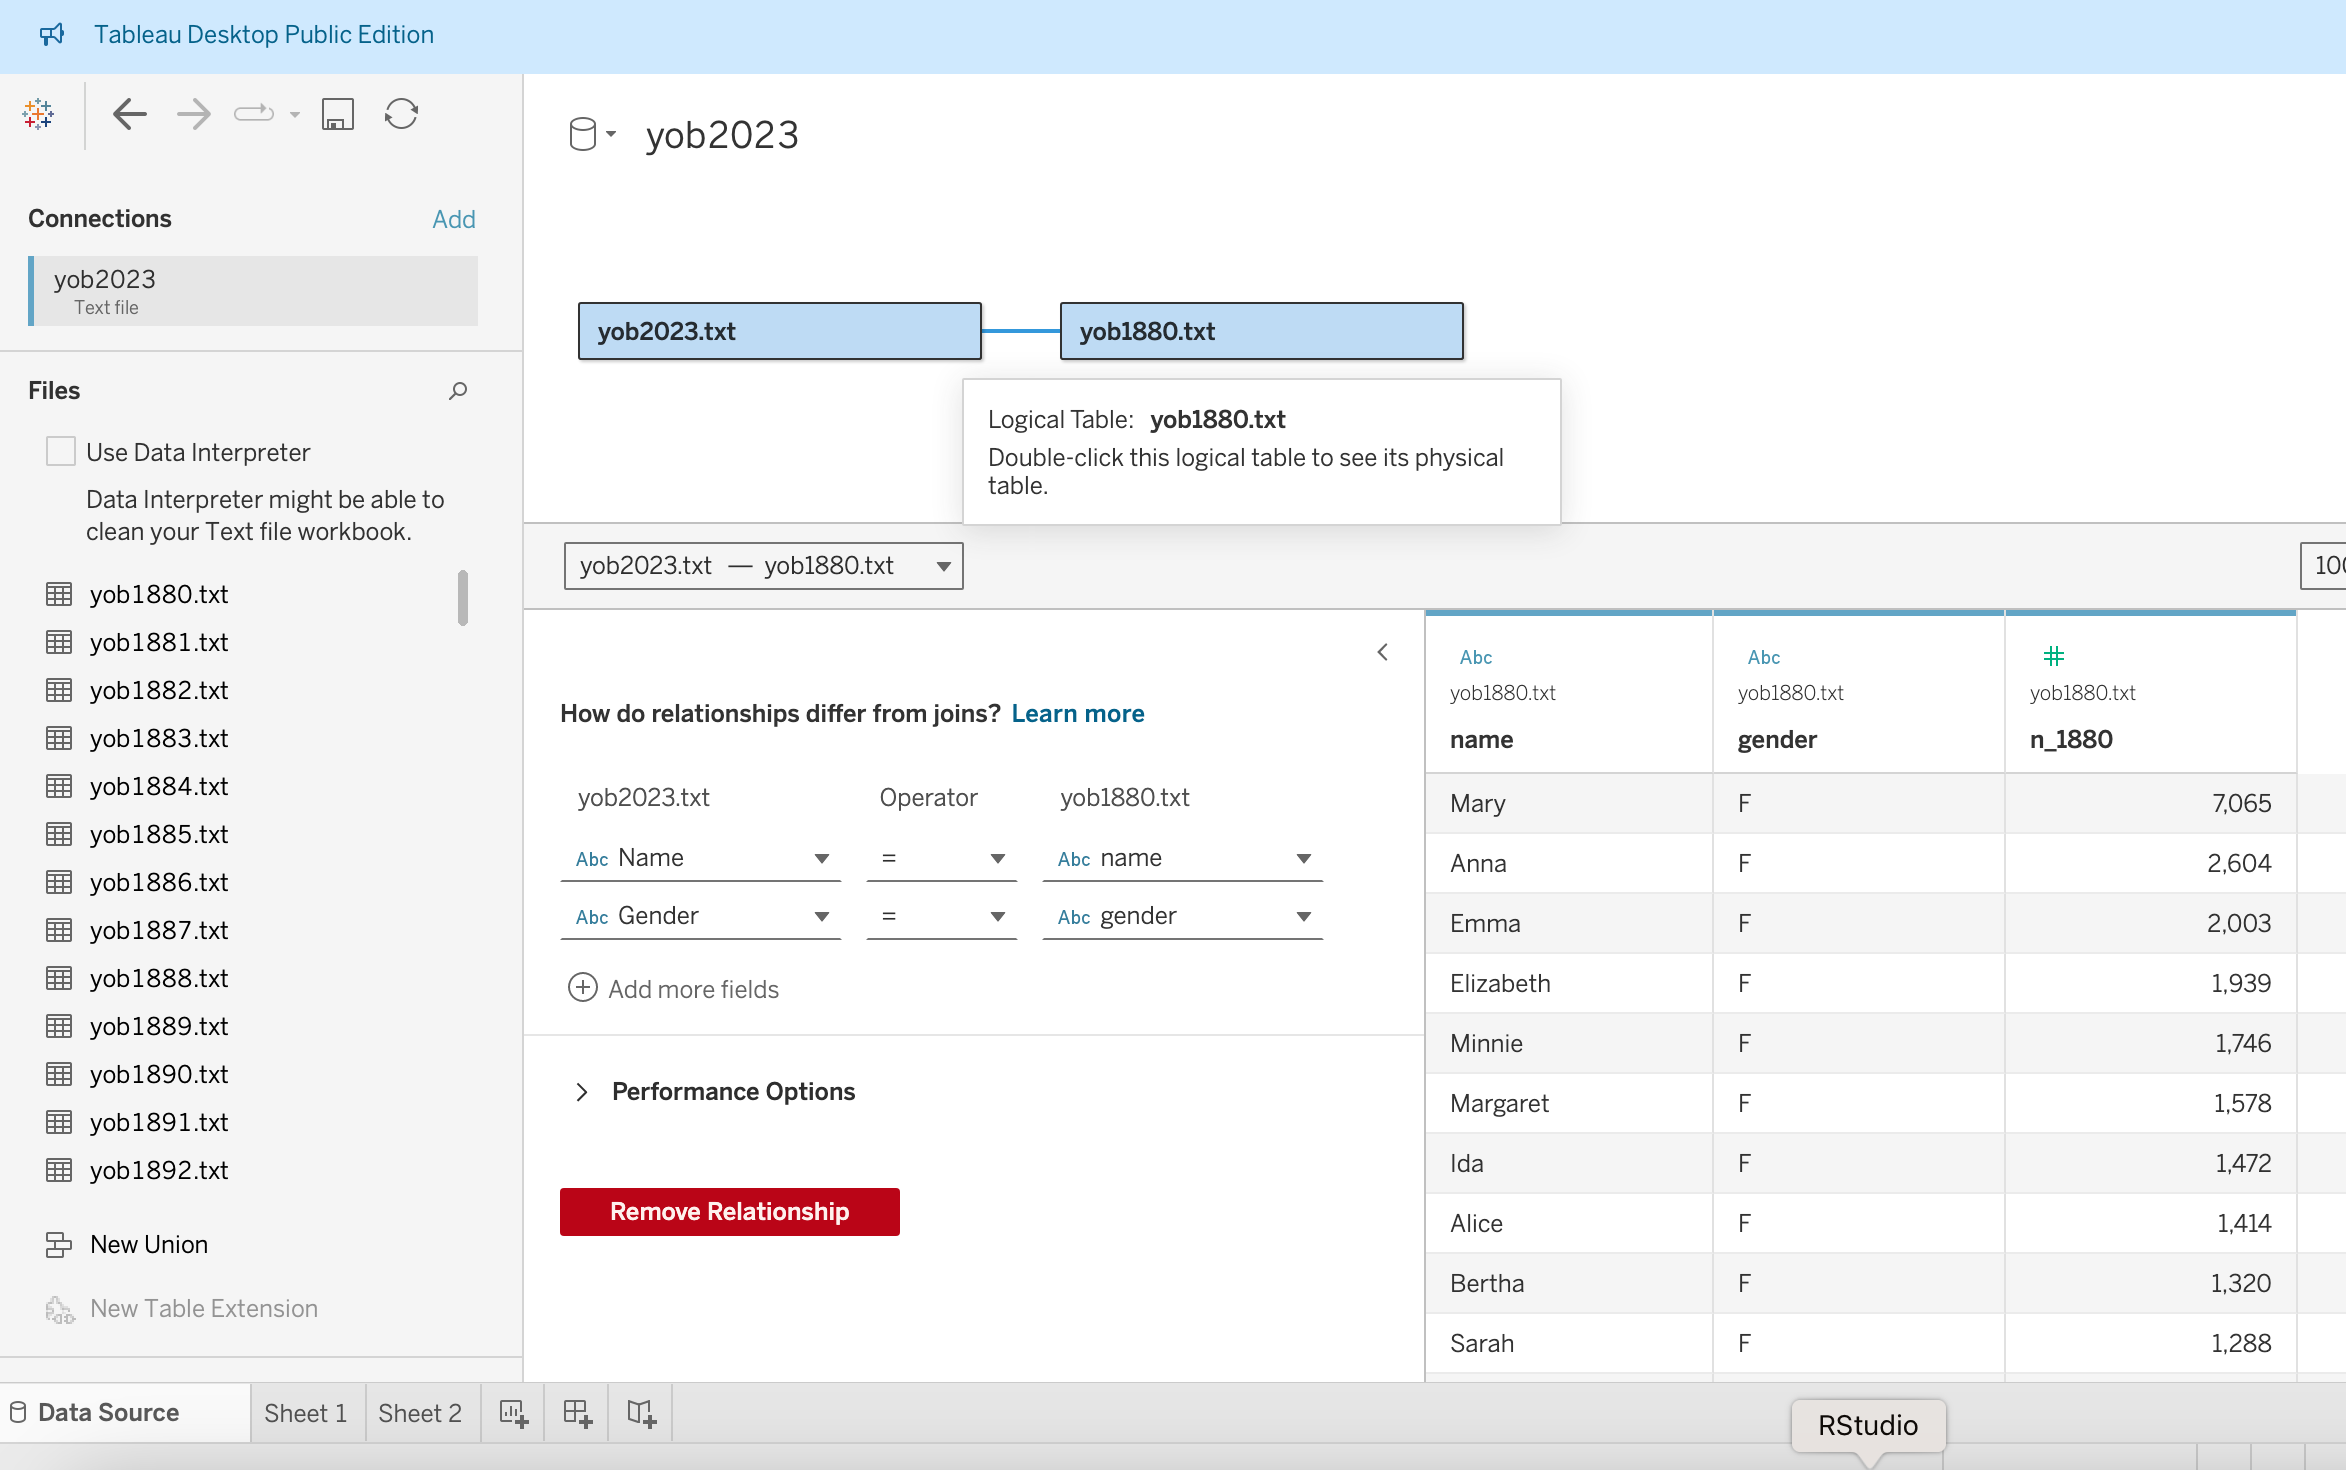 Tableau Desktop Public Edition
yob2023
Connections Add
yob2023
Text file
yob2023.txt yob1880.txt
Files
Logical Table: yob1880.txt
Double-click this logical table to see its physical
table.
Use Data Interpreter
Data Interpreter might be able to
clean your Text file workbook.
yob1880.txt
yob1881.txt
yob1882.txt
yob1883.txt
yob1884.txt
yob1885.txt
yob1886.txt
yob1887.txt
yob1888.txt
yob1889.txt
yob1890.txt
yob1891.txt
yob1892.txt
New Union
New Table Extension
yob2023.txt — yob1880.txt
How do relationships differ from joins? Learn more
yob2023.txt Operator yob1880.txt
Abc Name = Abc name
Abc Gender = Abc gender
Add more fields
Performance Options
Remove Relationship
Abc Abc #
yob1880.txt yob1880.txt yob1880.txt
name gender n_1880
Mary F 7,065
Anna F 2,604
Emma F 2,003
Elizabeth F 1,939
Minnie F 1,746
Margaret F 1,578
Ida F 1,472
Alice F 1,414
Bertha F 1,320
Sarah F 1,288
Data Source Sheet 1 Sheet 2
RStudio